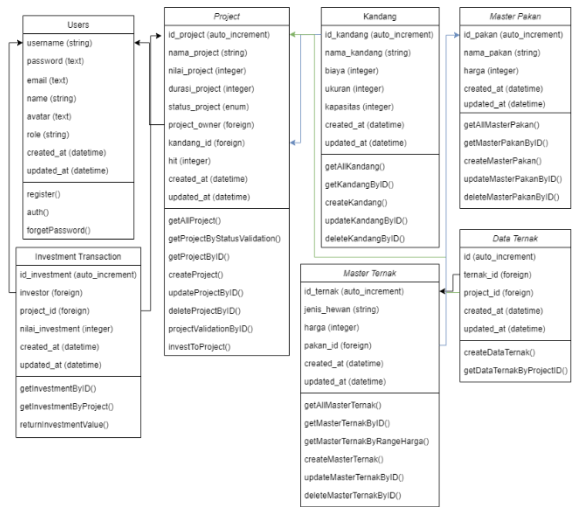 Users
username (string)
password (text)
email (text)
name (string)
avatar (text)
role (string)
created_at (datetime)
updated_at (datetime)
register()
auth()
forgetPassword()
Investment Transaction
id_investment (auto_increment)
investor (foreign)
project_id (foreign)
nilai_investment (integer)
created_at (datetime)
updated_at (datetime)
getInvestmentByID()
getInvestmentByProject()
returnInvestmentValue()
Project
id_project (auto_increment)
nama_project (string)
nilai_project (integer)
durasi_project (integer)
status_project (enum)
project_owner (foreign)
kandang_id (foreign)
hit (integer)
created_at (datetime)
updated_at (datetime)
getAllProject()
getProjectByStatusValidation()
getProjectByID()
createProject()
updateProjectByID()
deleteProjectByID()
projectValidationByID()
investToProject()
Kandang
id_kandang (auto_increment)
nama_kandang (string)
biaya (integer)
ukuran (integer)
kapasitas (integer)
created_at (datetime)
updated_at (datetime)
getAllKandang()
getKandangByID()
createKandang()
updateKandangByID()
deleteKandangByID()
Master Ternak
id_ternak (auto_increment)
jenis_hewan (string)
harga (integer)
pakan_id (foreign)
created_at (datetime)
updated_at (datetime)
getAllMasterTernak()
getMasterTernakByID()
getMasterTernakByRangeHarga()
createMasterTernak()
updateMasterTernakByID()
deleteMasterTernakByID()
Master Pakan
id_pakan (auto_increment)
nama_pakan (string)
harga (integer)
created_at (datetime)
updated_at (datetime)
getAllMasterPakan()
getMasterPakanByID()
createMasterPakan()
updateMasterPakanByID()
deleteMasterPakanByID()
Data Ternak
id (auto_increment)
ternak_id (foreign)
project_id (foreign)
created_at (datetime)
updated_at (datetime)
createDataTernak()
getDataTernakByProjectID()